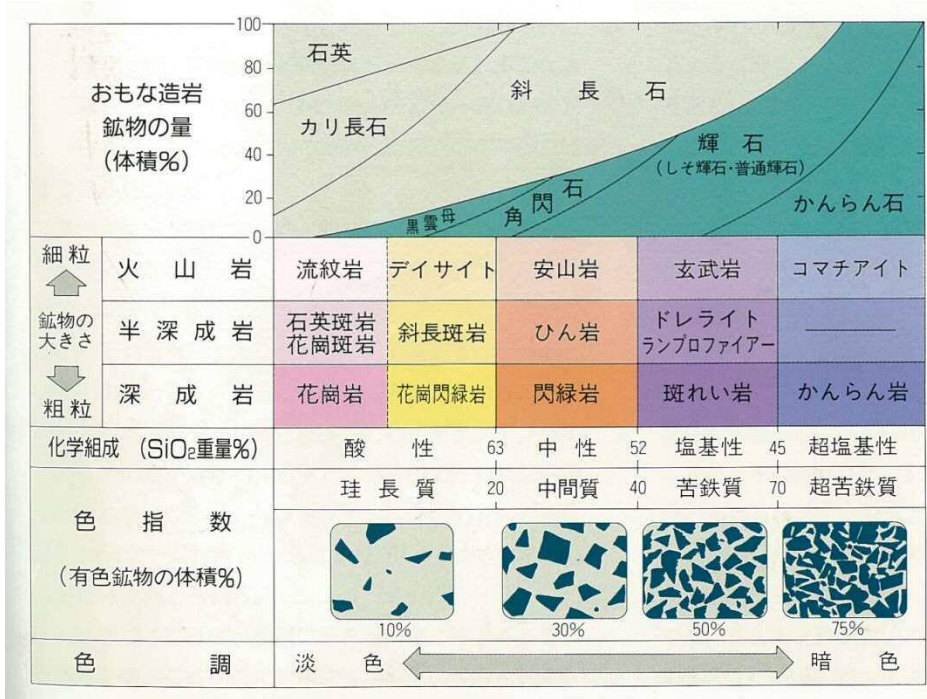 おもな造岩
鉱物の量
(体積%)
100
80
60
40
20
0
石英
カリ長石
斜長石
黒雲母
角閃石
輝石
(しそ輝石・普通輝石)
かんらん石
細粒
鉱物の
大きさ
粗粒
火山岩
流紋岩
デイサイト
安山岩
玄武岩
コマチアイト
半深成岩
石英斑岩
花崗斑岩
斜長斑岩
ひん岩
ドレライト
ランプロファイアー
深成岩
花崗岩
花崗閃緑岩
閃緑岩
斑れい岩
かんらん岩
化学組成 (SiO₂重量%)
酸性 63 中性 52 塩基性 45 超塩基性
色指数
(有色鉱物の体積%)
珪長質 20 中間質 40 苦鉄質 70 超苦鉄質
10%
30%
50%
75%
色調
淡色
暗色